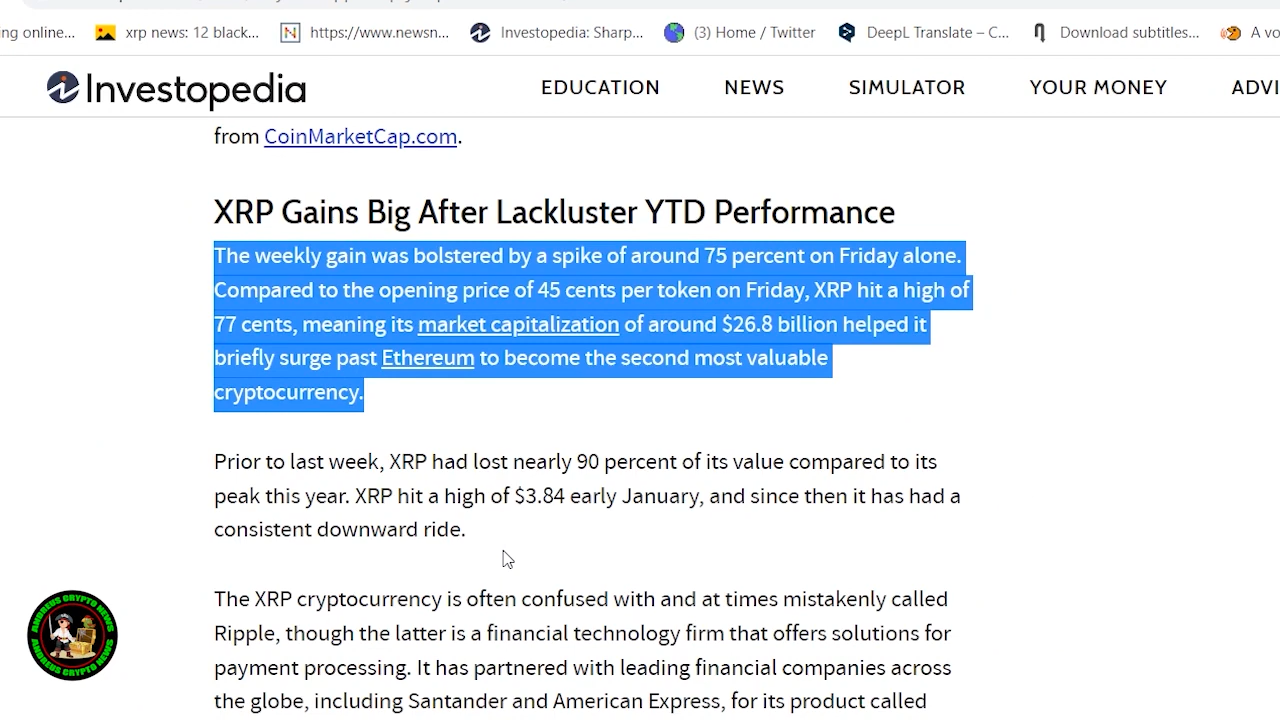 ng online...
xrp news: 12 black...
https://www.newsn...
Investopedia: Sharp...
(3) Home / Twitter
DeepL Translate – C...
Download subtitles...
A vo
Investopedia
EDUCATION
NEWS
SIMULATOR
YOUR MONEY
ADVI
from CoinMarketCap.com.
XRP Gains Big After Lackluster YTD Performance
The weekly gain was bolstered by a spike of around 75 percent on Friday alone.
Compared to the opening price of 45 cents per token on Friday, XRP hit a high of
77 cents, meaning its market capitalization of around $26.8 billion helped it
briefly surge past Ethereum to become the second most valuable
cryptocurrency.
Prior to last week, XRP had lost nearly 90 percent of its value compared to its
peak this year. XRP hit a high of $3.84 early January, and since then it has had a
consistent downward ride.
The XRP cryptocurrency is often confused with and at times mistakenly called
Ripple, though the latter is a financial technology firm that offers solutions for
payment processing. It has partnered with leading financial companies across
the globe, including Santander and American Express, for its product called
ANDREUS CRYPTO NEWS
ANDREUS CRYPTO NEWS